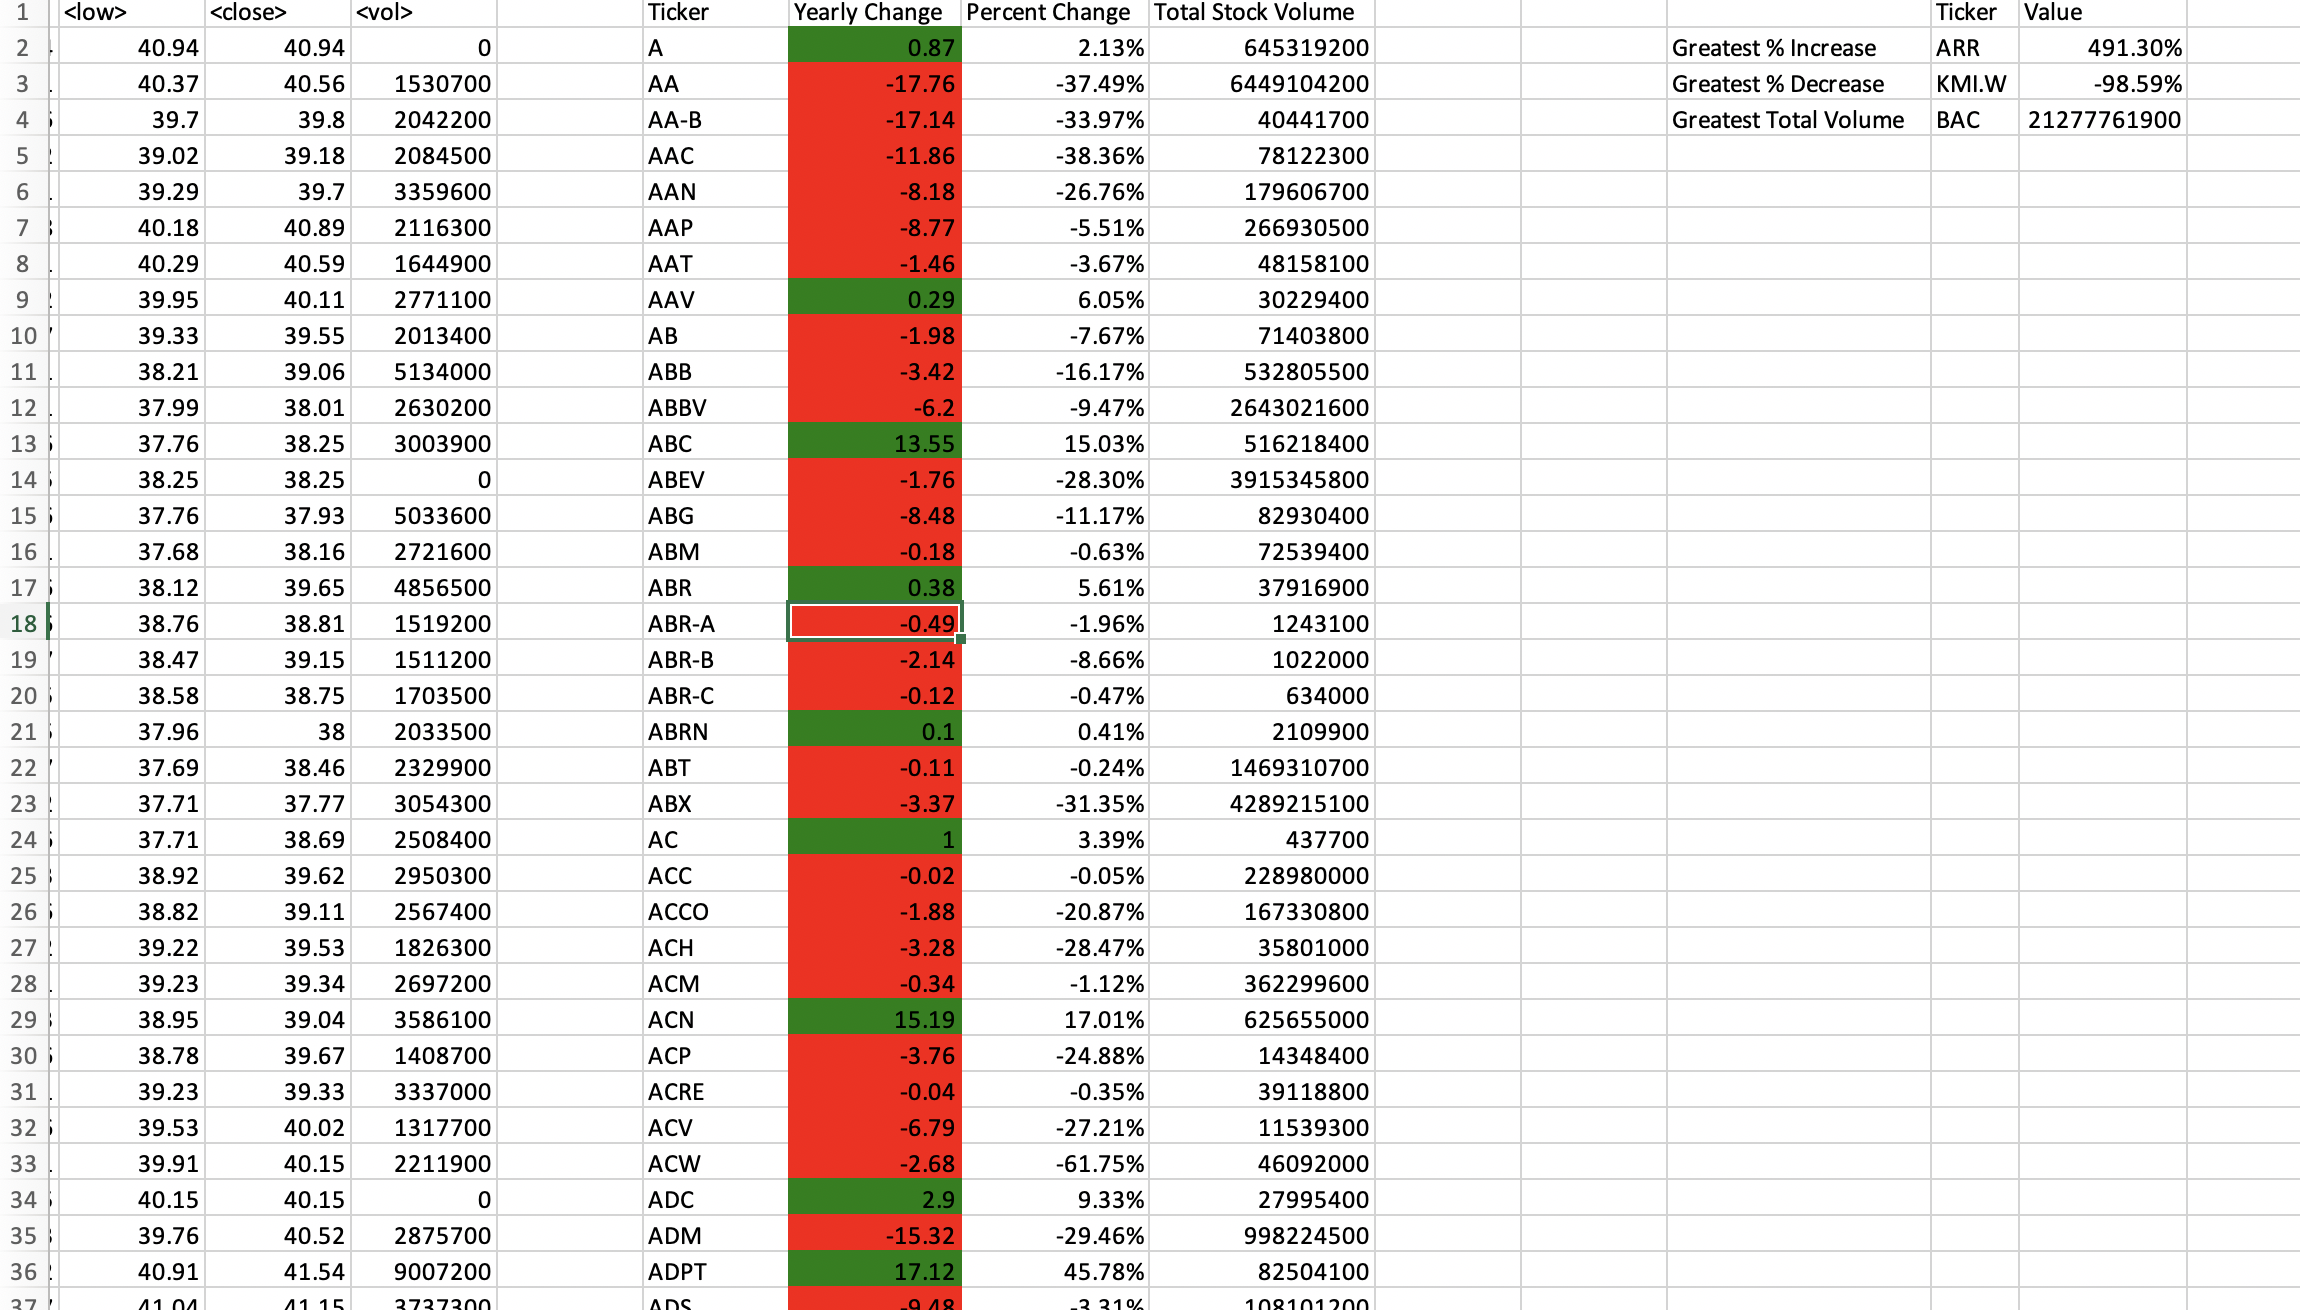 1 <low> <close> <vol> Ticker Yearly Change Percent Change Total Stock Volume Ticker Value
2 40.94 40.94 0 A 0.87 2.13% 645319200 Greatest % Increase ARR 491.30%
3 40.37 40.56 1530700 AA -17.76 -37.49% 6449104200 Greatest % Decrease KMI.W -98.59%
4 39.7 39.8 2042200 AA-B -17.14 -33.97% 40441700 Greatest Total Volume BAC 21277761900
5 39.02 39.18 2084500 AAC -11.86 -38.36% 78122300
6 39.29 39.7 3359600 AAN -8.18 -26.76% 179606700
7 40.18 40.89 2116300 AAP -8.77 -5.51% 266930500
8 40.29 40.59 1644900 AAT -1.46 -3.67% 48158100
9 39.95 40.11 2771100 AAV 0.29 6.05% 30229400
10 39.33 39.55 2013400 AB -1.98 -7.67% 71403800
11 38.21 39.06 5134000 ABB -3.42 -16.17% 532805500
12 37.99 38.01 2630200 ABBV -6.2 -9.47% 2643021600
13 37.76 38.25 3003900 ABC 13.55 15.03% 516218400
14 38.25 38.25 0 ABEV -1.76 -28.30% 3915345800
15 37.76 37.93 5033600 ABG -8.48 -11.17% 82930400
16 37.68 38.16 2721600 ABM -0.18 -0.63% 72539400
17 38.12 39.65 4856500 ABR 0.38 5.61% 37916900
18 38.76 38.81 1519200 ABR-A -0.49 -1.96% 1243100
19 38.47 39.15 1511200 ABR-B -2.14 -8.66% 1022000
20 38.58 38.75 1703500 ABR-C -0.12 -0.47% 634000
21 37.96 38 2033500 ABRN 0.1 0.41% 2109900
22 37.69 38.46 2329900 ABT -0.11 -0.24% 1469310700
23 37.71 37.77 3054300 ABX -3.37 -31.35% 4289215100
24 37.71 38.69 2508400 AC 1 3.39% 437700
25 38.92 39.62 2950300 ACC -0.02 -0.05% 228980000
26 38.82 39.11 2567400 ACCO -1.88 -20.87% 167330800
27 39.22 39.53 1826300 ACH -3.28 -28.47% 35801000
28 39.23 39.34 2697200 ACM -0.34 -1.12% 362299600
29 38.95 39.04 3586100 ACN 15.19 17.01% 625655000
30 38.78 39.67 1408700 ACP -3.76 -24.88% 14348400
31 39.23 39.33 3337000 ACRE -0.04 -0.35% 39118800
32 39.53 40.02 1317700 ACV -6.79 -27.21% 11539300
33 39.91 40.15 2211900 ACW -2.68 -61.75% 46092000
34 40.15 40.15 0 ADC 2.9 9.33% 27995400
35 39.76 40.52 2875700 ADM -15.32 -29.46% 998224500
36 40.91 41.54 9007200 ADPT 17.12 45.78% 82504100
37 41.04 41.15 3737300 ADS -9.48 -3.31% 108101200